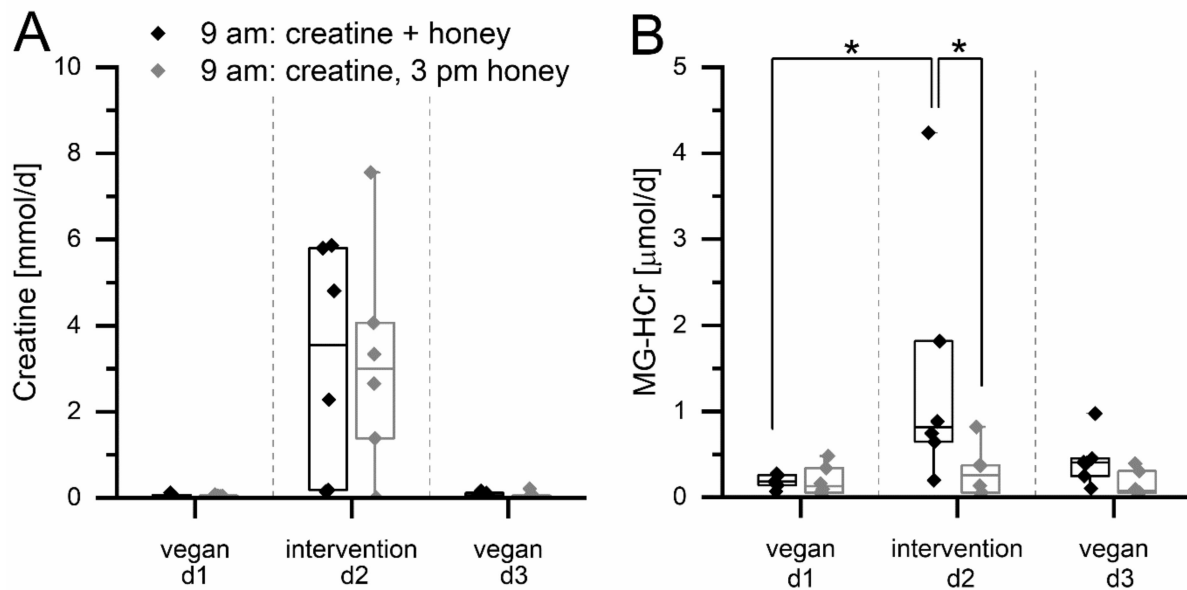 A
9 am: creatine + honey
9 am: creatine, 3 pm honey
Creatine [mmol/d]
10
8
6
4
2
0
vegan d1
intervention d2
vegan d3
B
* *
MG-HCr [μmol/d]
5
4
3
2
1
0
vegan d1
intervention d2
vegan d3